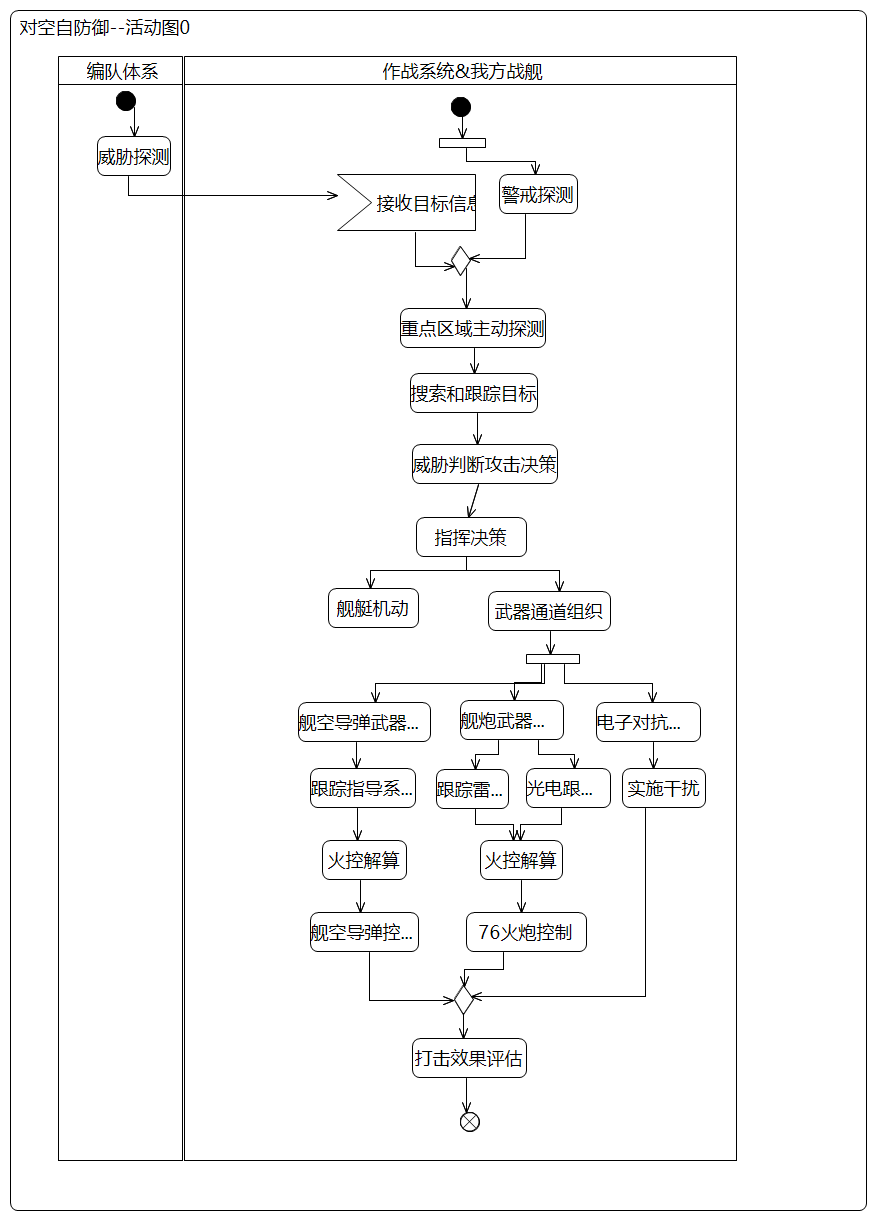 对空自防御--活动图0
编队体系
作战系统&我方战舰
威胁探测
接收目标信息
警戒探测
重点区域主动探测
搜索和跟踪目标
威胁判断攻击决策
指挥决策
舰艇机动
武器通道组织
舰空导弹武器...
舰炮武器...
电子对抗...
跟踪指导系...
跟踪雷...
光电跟...
实施干扰
火控解算
火控解算
舰空导弹控...
76火炮控制
打击效果评估